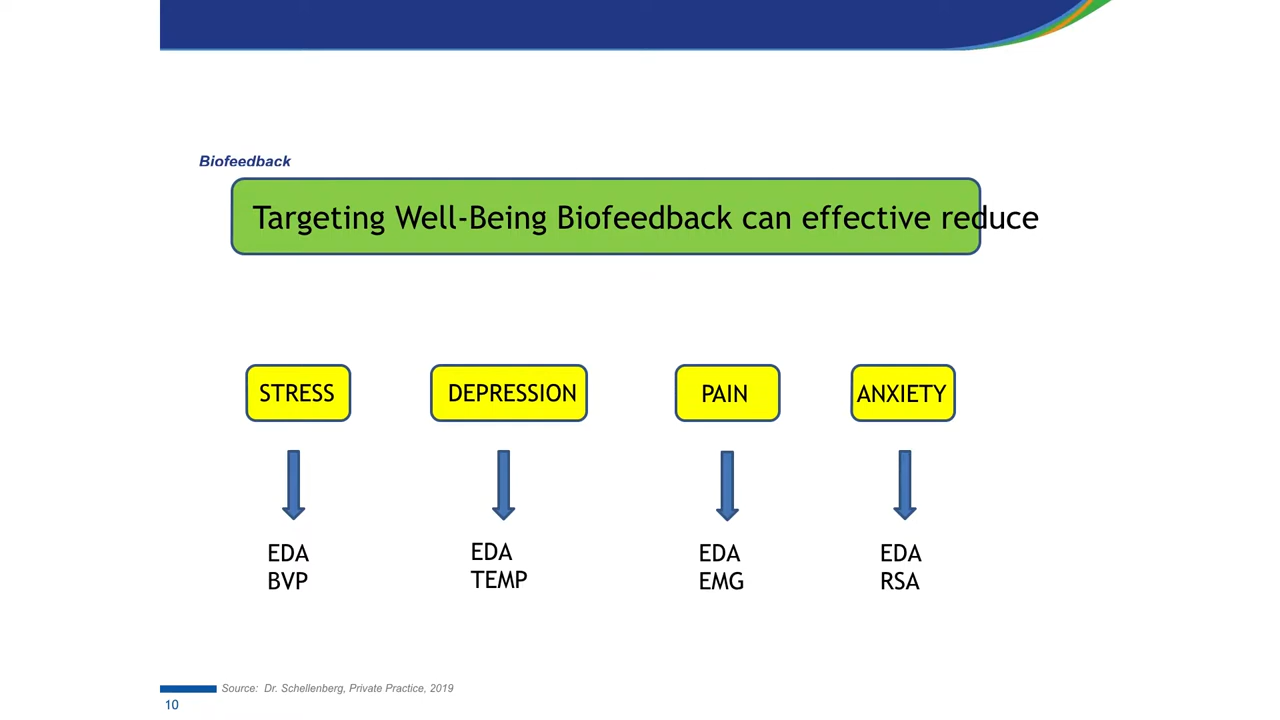 Biofeedback
Targeting Well-Being Biofeedback can effective reduce
STRESS
DEPRESSION
PAIN
ANXIETY
EDA
BVP
EDA
TEMP
EDA
EMG
EDA
RSA
Source: Dr. Schellenberg, Private Practice, 2019
10